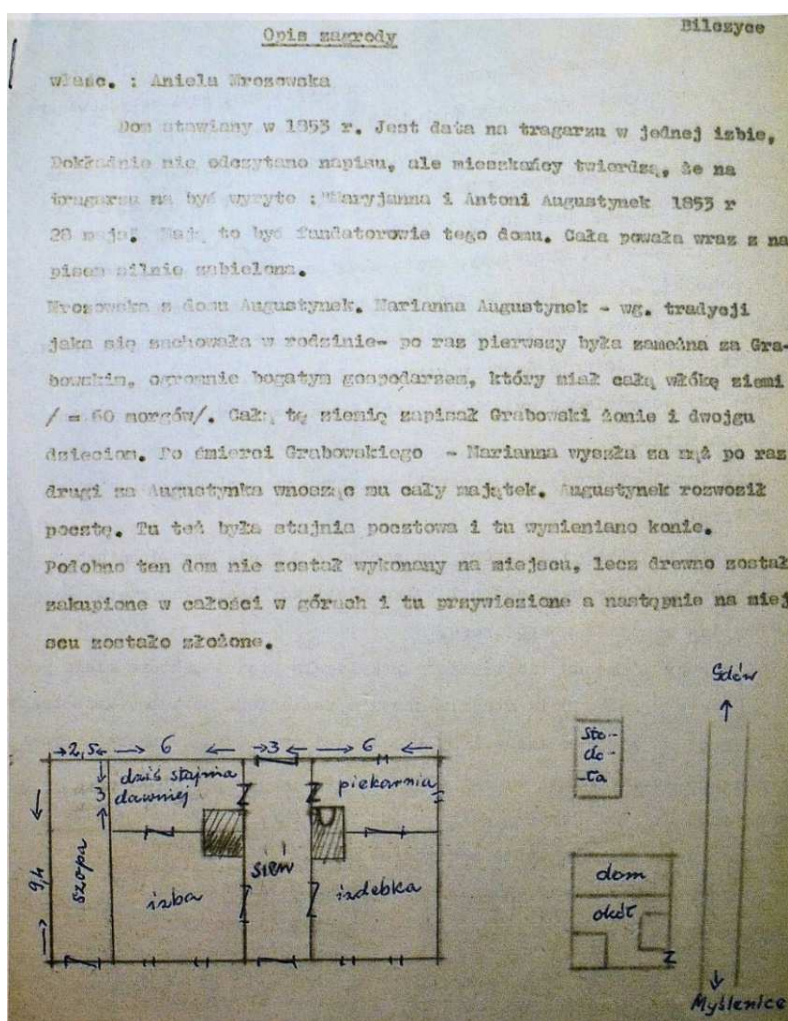 Opis zagrody
Bilczyce
właśc. : Aniela Mrozowska
Dom stawiany w 1853 r. Jest data na tragarzu w jednej izbie,
Dokładnie nie odczytano napisu, ale mieszkańcy twierdzą, że na
tragarzu ma być wyryte : "Maryjanna i Antoni Augustynek 1853 r
28 maja" Mają to być fundatorowie tego domu. Cała powała wraz z na
pisem silnie zabielona.
Mrozowska z domu Augustynek. Marianna Augustynek - wg. tradycji
jaka się zachowała w rodzinie- po raz pierwszy była zamężna za Gra-
bowskim, ogromnie bogatym gospodarzem, który miał całą włókę ziemi
/ = 60 morgów/. Całą tę ziemię zapisał Grabowski żonie i dwojgu
dzieciom. Po śmierci Grabowskiego - Marianna wyszła za mąż po raz
drugi za Augustynka wnosząc mu cały majątek. Augustynek rozwoził
pocztę. Tu też była stajnia pocztowa i tu wymieniano konie.
Podobno ten dom nie został wykonany na miejscu, lecz drewno został
zakupione w całości w górach i tu przywiezione a następnie na miej
scu zostało złożone.
2,5 6 3 6
dziś stajnia
dawniej
3
piekarnia
9,4
szopa
izba
sień
izdebka
Gdów
sto-
do-
-ła
dom
okół
Myślenice